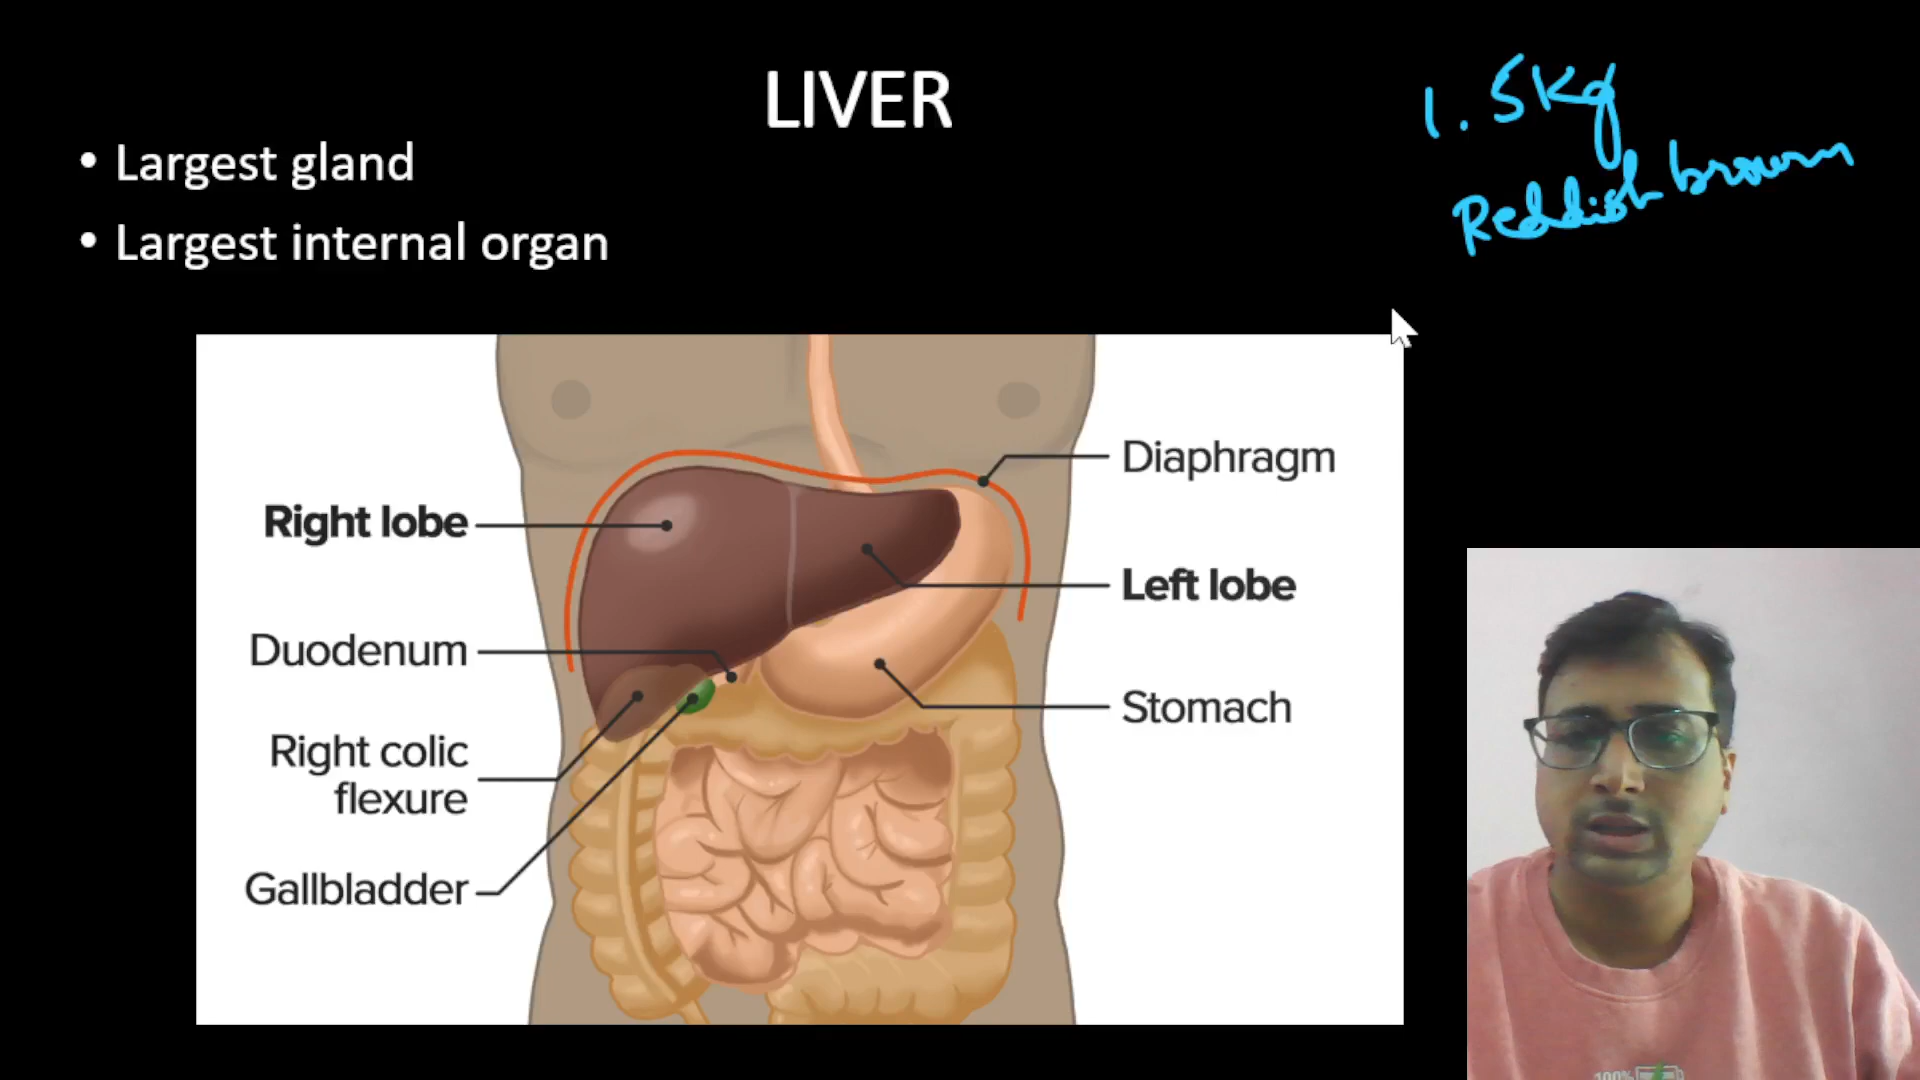 LIVER
• Largest gland
• Largest internal organ
1.5Kg
Reddish brown
Diaphragm
Right lobe
Left lobe
Duodenum
Stomach
Right colic
flexure
Gallbladder
100%